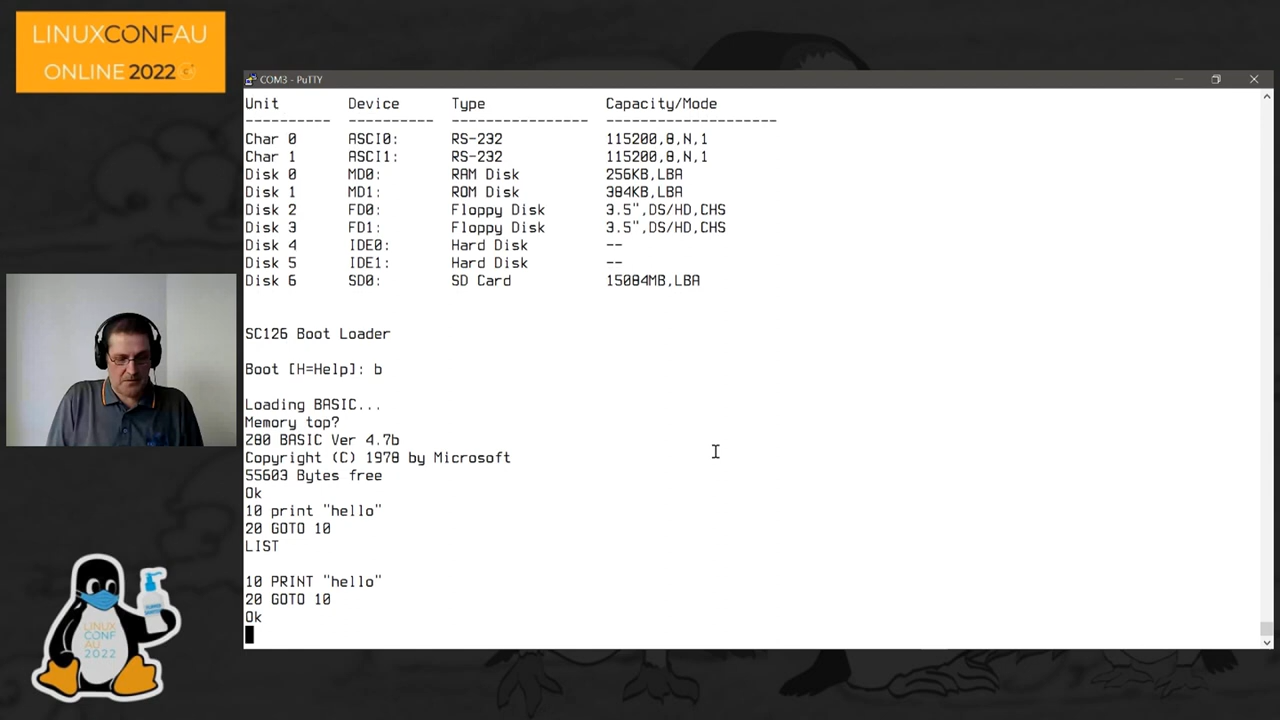 LINUXCONFAU
ONLINE 2022
COM3 - PuTTY
Unit Device Type Capacity/Mode
---------- ---------- ---------------- --------------------
Char 0 ASCI0: RS-232 115200,8,N,1
Char 1 ASCI1: RS-232 115200,8,N,1
Disk 0 MD0: RAM Disk 256KB,LBA
Disk 1 MD1: ROM Disk 384KB,LBA
Disk 2 FD0: Floppy Disk 3.5",DS/HD,CHS
Disk 3 FD1: Floppy Disk 3.5",DS/HD,CHS
Disk 4 IDE0: Hard Disk --
Disk 5 IDE1: Hard Disk --
Disk 6 SD0: SD Card 15084MB,LBA
SC126 Boot Loader
Boot [H=Help]: b
Loading BASIC...
Memory top?
Z80 BASIC Ver 4.7b
Copyright (C) 1978 by Microsoft
55603 Bytes free
Ok
10 print "hello"
20 GOTO 10
LIST
10 PRINT "hello"
20 GOTO 10
Ok
LINUX
CONF
AU
2022